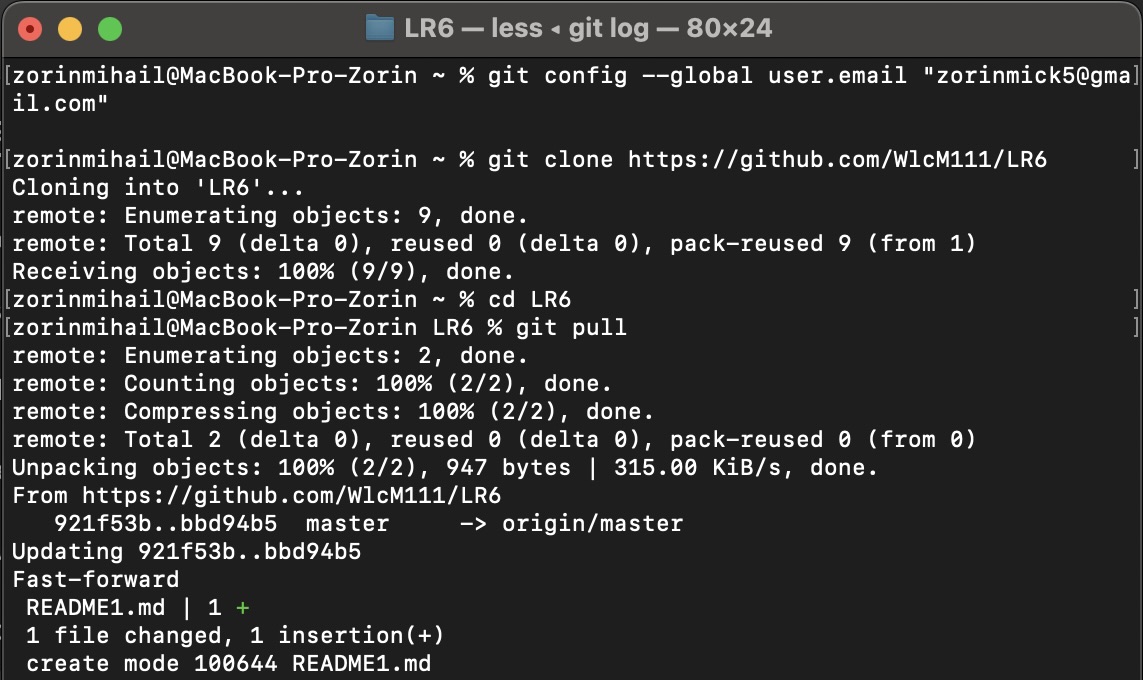 LR6 — less ◂ git log — 80×24
[zorinmihail@MacBook-Pro-Zorin ~ % git config --global user.email "zorinmick5@gma]
il.com"
[zorinmihail@MacBook-Pro-Zorin ~ % git clone https://github.com/WlcM111/LR6 ]
Cloning into 'LR6'...
remote: Enumerating objects: 9, done.
remote: Total 9 (delta 0), reused 0 (delta 0), pack-reused 9 (from 1)
Receiving objects: 100% (9/9), done.
[zorinmihail@MacBook-Pro-Zorin ~ % cd LR6 ]
[zorinmihail@MacBook-Pro-Zorin LR6 % git pull ]
remote: Enumerating objects: 2, done.
remote: Counting objects: 100% (2/2), done.
remote: Compressing objects: 100% (2/2), done.
remote: Total 2 (delta 0), reused 0 (delta 0), pack-reused 0 (from 0)
Unpacking objects: 100% (2/2), 947 bytes | 315.00 KiB/s, done.
From https://github.com/WlcM111/LR6
   921f53b..bbd94b5  master     -> origin/master
Updating 921f53b..bbd94b5
Fast-forward
 README1.md | 1 +
 1 file changed, 1 insertion(+)
 create mode 100644 README1.md